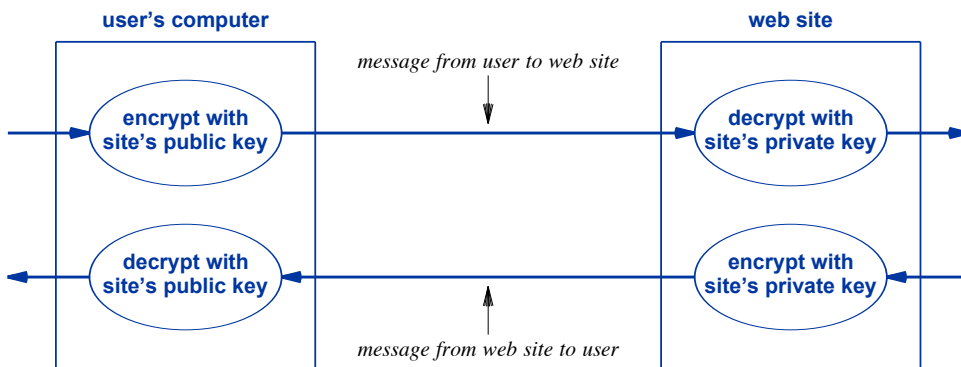 user’s computer
web site
message from user to web site
encrypt with
site’s public key
decrypt with
site’s private key
decrypt with
site’s public key
encrypt with
site’s private key
message from web site to user